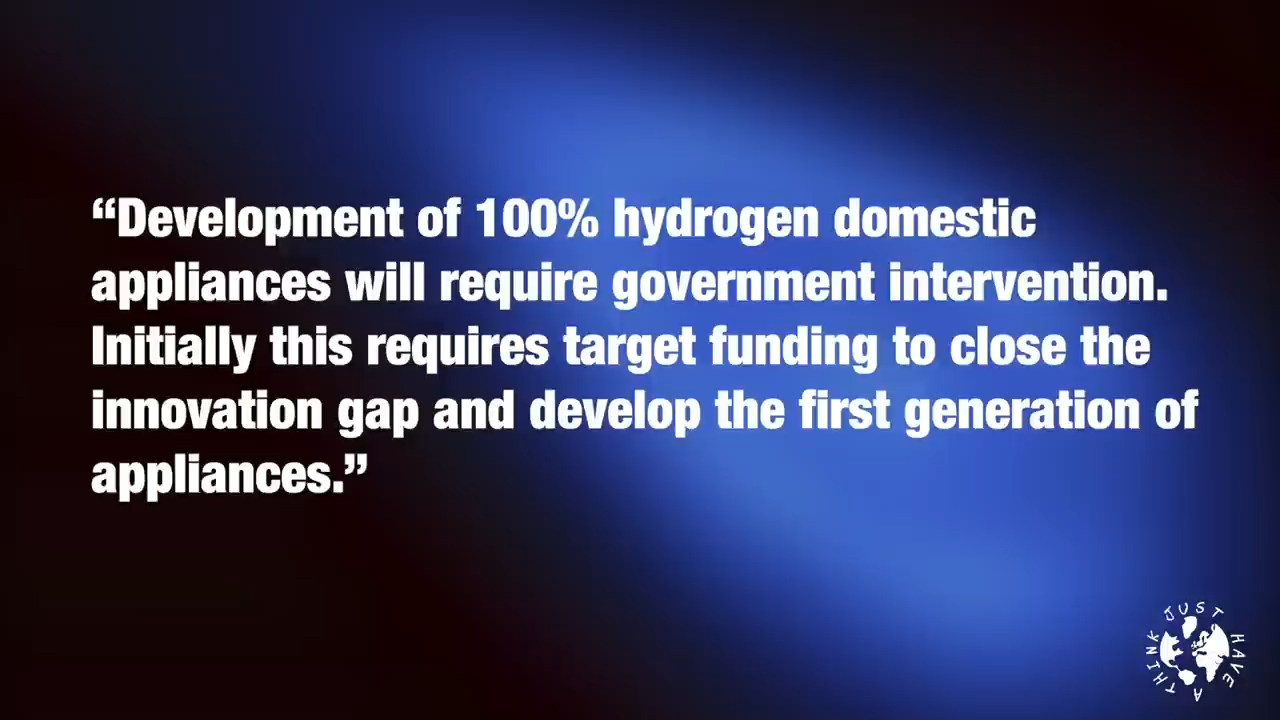 “Development of 100% hydrogen domestic
appliances will require government intervention.
Initially this requires target funding to close the
innovation gap and develop the first generation of
appliances.”
JUST HAVE A THINK